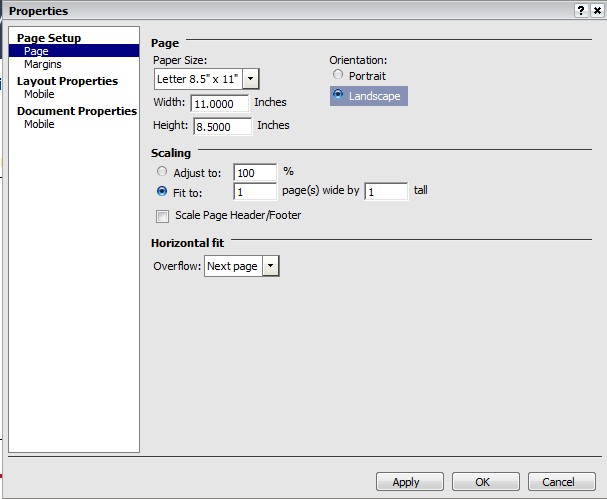 Properties
?
Page Setup
Page
Margins
Layout Properties
Mobile
Document Properties
Mobile
Page
Paper Size:
Orientation:
Letter 8.5" x 11"
Portrait
Landscape
Width: 11.0000 Inches
Height: 8.5000 Inches
Scaling
Adjust to: 100 %
Fit to: 1 page(s) wide by 1 tall
Scale Page Header/Footer
Horizontal fit
Overflow: Next page
Apply OK Cancel